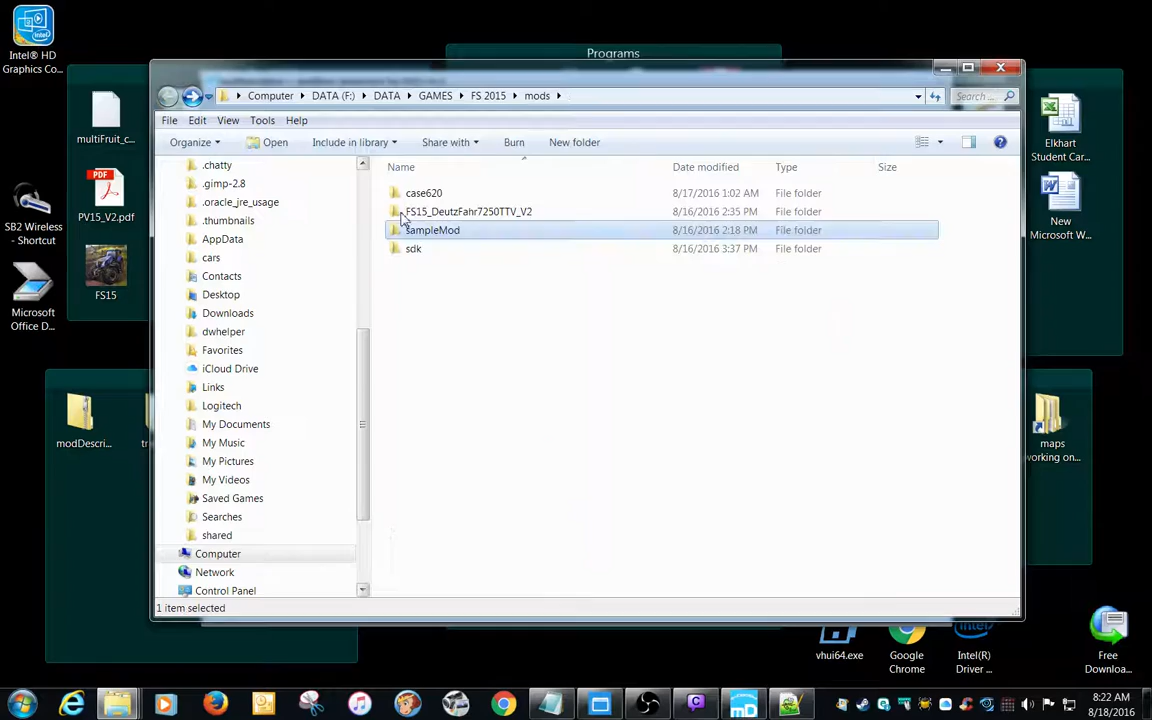 Intel® HD
Graphics Co...
Programs
multiFruit_c...
PV15_V2.pdf
SB2 Wireless
- Shortcut
FS15
Microsoft
Office D...
modDescri...
Computer DATA (F:) DATA GAMES FS 2015 mods
Search...
File Edit View Tools Help
Organize Open Include in library Share with Burn New folder
Name Date modified Type Size
.chatty
.gimp-2.8
.oracle_jre_usage
.thumbnails
AppData
cars
Contacts
Desktop
Downloads
dwhelper
Favorites
iCloud Drive
Links
Logitech
My Documents
My Music
My Pictures
My Videos
Saved Games
Searches
shared
Computer
Network
Control Panel
case620 8/17/2016 1:02 AM File folder
FS15_DeutzFahr7250TTV_V2 8/16/2016 2:35 PM File folder
sampleMod 8/16/2016 2:18 PM File folder
sdk 8/16/2016 3:37 PM File folder
1 item selected
Elkhart
Student Car...
New
Microsoft W...
maps
working on...
vhui64.exe
Google
Chrome
Intel(R)
Driver ...
Free
Downloa...
8:22 AM
8/18/2016